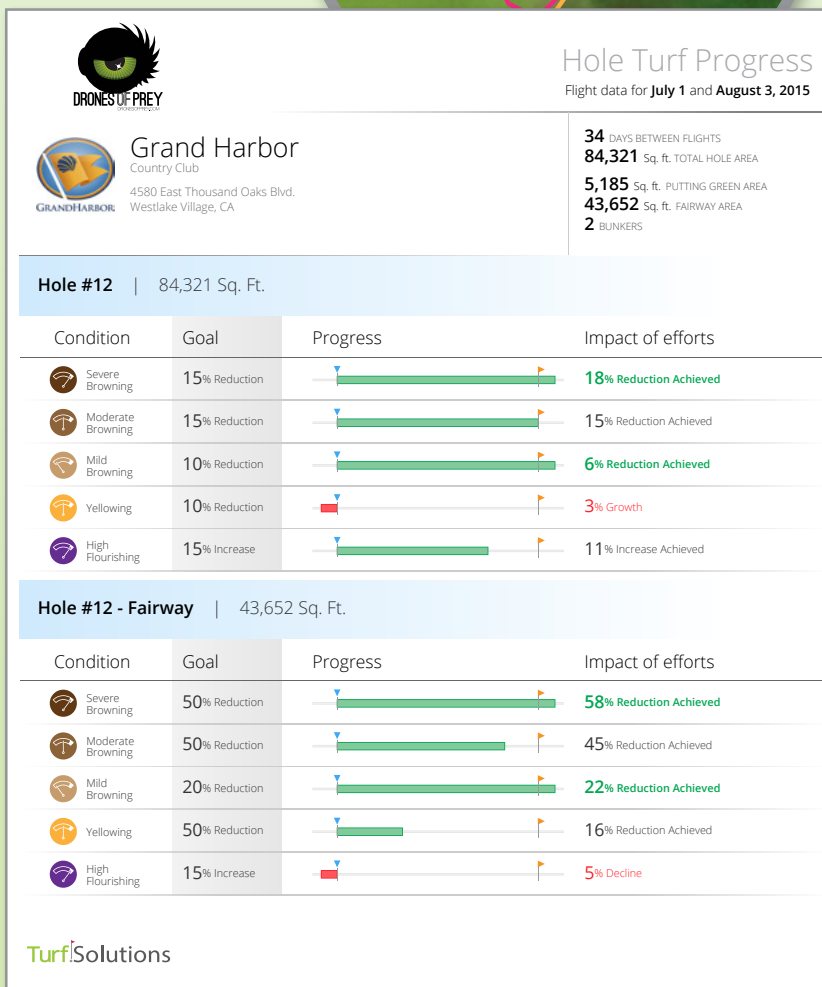 DRONES OF PREY
DRONESOFPREY.COM
Hole Turf Progress
Flight data for July 1 and August 3, 2015
GRANDHARBOR
Grand Harbor
Country Club
4580 East Thousand Oaks Blvd.
Westlake Village, CA
34 DAYS BETWEEN FLIGHTS
84,321 Sq. ft. TOTAL HOLE AREA
5,185 Sq. ft. PUTTING GREEN AREA
43,652 Sq. ft. FAIRWAY AREA
2 BUNKERS
Hole #12 | 84,321 Sq. Ft.
Condition Goal Progress Impact of efforts
Severe
Browning
15% Reduction
18% Reduction Achieved
Moderate
Browning
15% Reduction
15% Reduction Achieved
Mild
Browning
10% Reduction
6% Reduction Achieved
Yellowing
10% Reduction
3% Growth
High
Flourishing
15% Increase
11% Increase Achieved
Hole #12 - Fairway | 43,652 Sq. Ft.
Condition Goal Progress Impact of efforts
Severe
Browning
50% Reduction
58% Reduction Achieved
Moderate
Browning
50% Reduction
45% Reduction Achieved
Mild
Browning
20% Reduction
22% Reduction Achieved
Yellowing
50% Reduction
16% Reduction Achieved
High
Flourishing
15% Increase
5% Decline
Turf Solutions